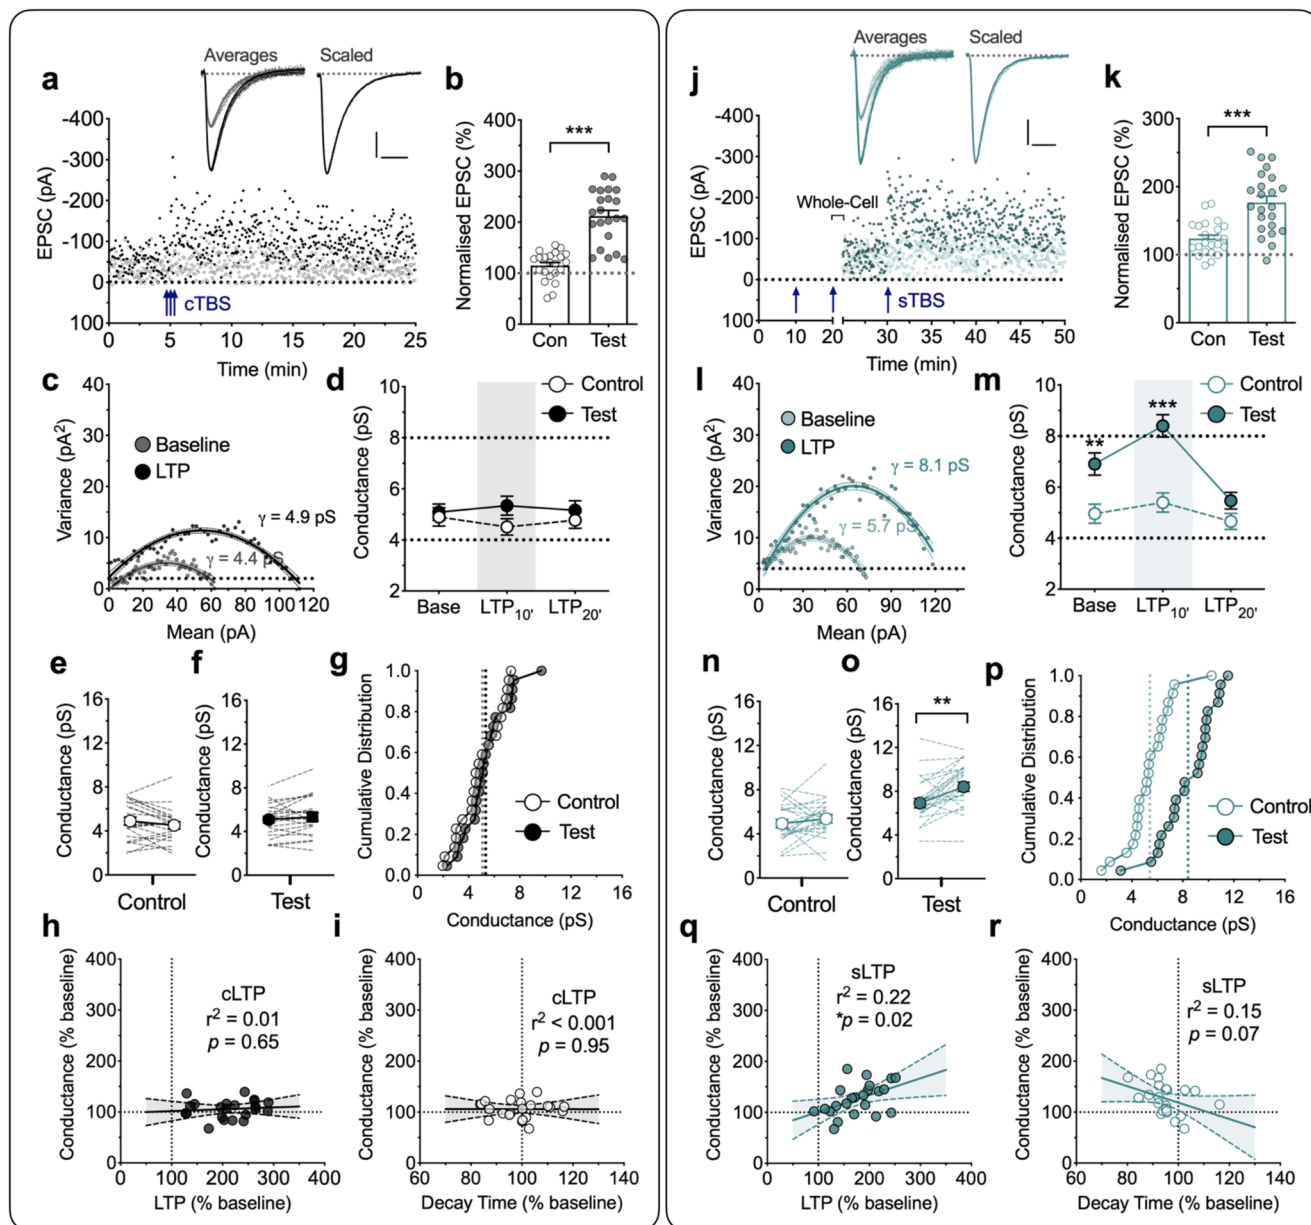 a
Averages
Scaled
-400
-300
-200
-100
0
100
EPSC (pA)
cTBS
0
5
10
15
20
25
Time (min)
b
Normalised EPSC (%)
400
300
200
100
0
***
Con
Test
c
Variance (pA²)
40
30
20
10
0
Baseline
LTP
γ = 4.9 pS
γ = 4.4 pS
0
20
40
60
80
100
120
Mean (pA)
d
Conductance (pS)
10
8
6
4
2
Control
Test
Base
LTP10'
LTP20'
e
Conductance (pS)
16
12
8
4
0
Control
f
Conductance (pS)
16
12
8
4
0
Test
g
Cumulative Distribution
1.0
0.8
0.6
0.4
0.2
0.0
Control
Test
0
4
8
12
16
Conductance (pS)
h
Conductance (% baseline)
400
300
200
100
0
cLTP
r² = 0.01
p = 0.65
0
100
200
300
400
LTP (% baseline)
i
Conductance (% baseline)
400
300
200
100
0
cLTP
r² < 0.001
p = 0.95
60
80
100
120
140
Decay Time (% baseline)
j
Averages
Scaled
-400
-300
-200
-100
0
100
EPSC (pA)
Whole-Cell
sTBS
0
10
20
25
30
35
40
45
50
Time (min)
k
Normalised EPSC (%)
300
200
100
0
***
Con
Test
l
Variance (pA²)
40
30
20
10
0
Baseline
LTP
γ = 8.1 pS
γ = 5.7 pS
0
30
60
90
120
Mean (pA)
m
Conductance (pS)
10
8
6
4
2
Control
Test
**
***
Base
LTP10'
LTP20'
n
Conductance (pS)
16
12
8
4
0
Control
o
Conductance (pS)
16
12
8
4
0
**
Test
p
Cumulative Distribution
1.0
0.8
0.6
0.4
0.2
0.0
Control
Test
0
4
8
12
16
Conductance (pS)
q
Conductance (% baseline)
400
300
200
100
0
sLTP
r² = 0.22
*p = 0.02
0
100
200
300
400
LTP (% baseline)
r
Conductance (% baseline)
400
300
200
100
0
sLTP
r² = 0.15
p = 0.07
60
80
100
120
140
Decay Time (% baseline)